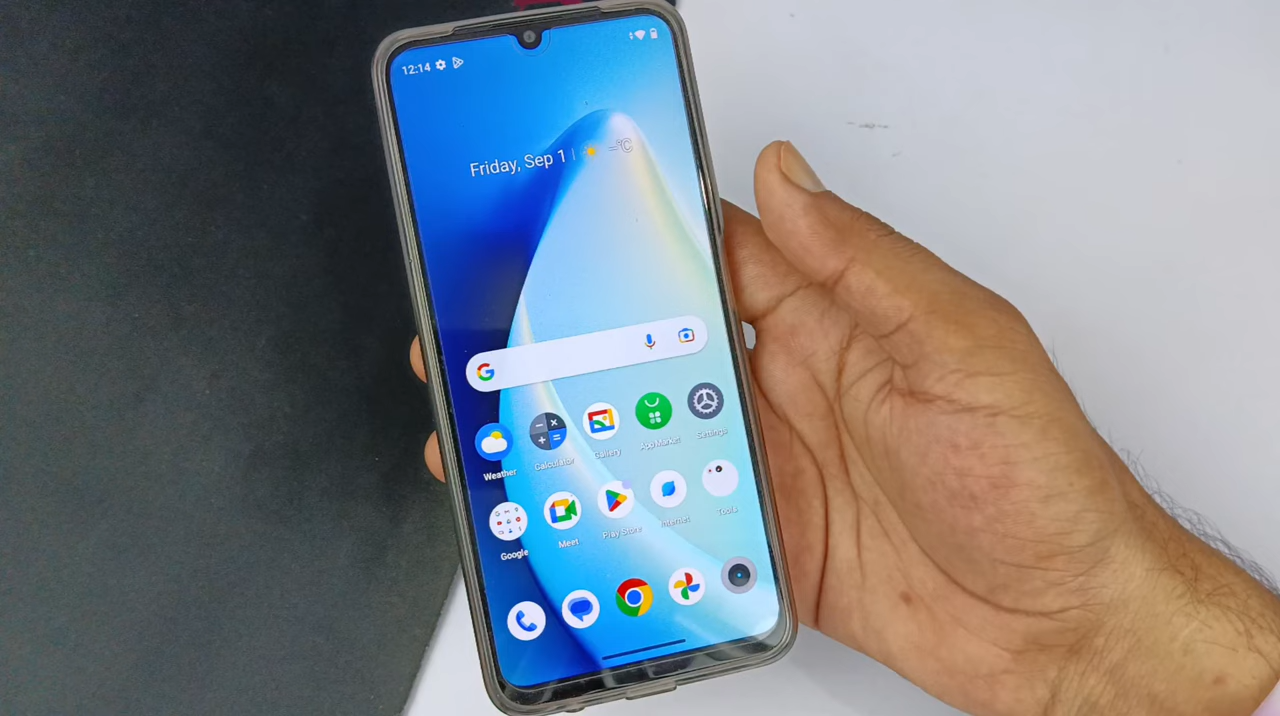 12:14
Friday, Sep 1 | –°C
G
Weather
Calculator
Gallery
App Market
Settings
Google
Meet
Play Store
Internet
Tools